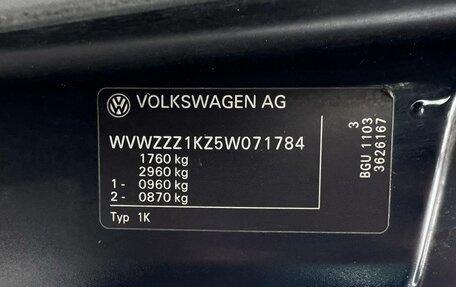 VOLKSWAGEN AG
WVWZZZ1KZ5W071784
1760 kg
2960 kg
1 - 0960 kg
2 - 0870 kg
Typ 1K
3
BGU 1103
3626167